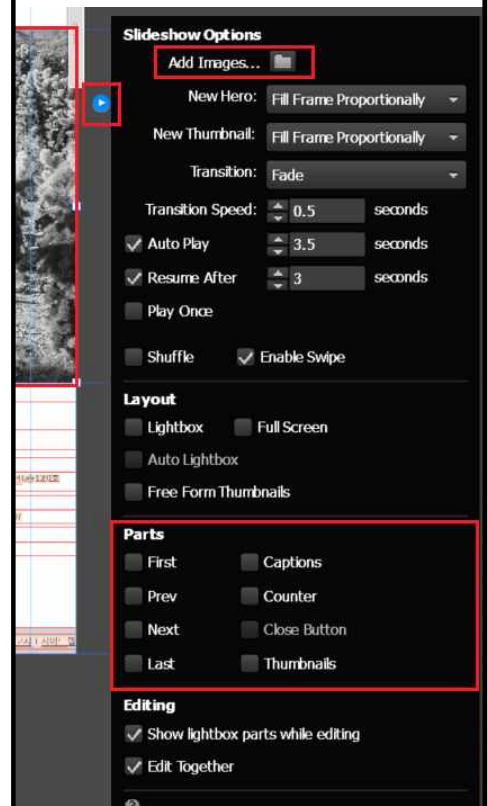 Slideshow Options
Add Images...
New Hero: Fill Frame Proportionally
New Thumbnail: Fill Frame Proportionally
Transition: Fade
Transition Speed: 0.5 seconds
Auto Play 3.5 seconds
Resume After 3 seconds
Play Once
Shuffle Enable Swipe
Layout
Lightbox Full Screen
Auto Lightbox
Free Form Thumbnails
Parts
First Captions
Prev Counter
Next Close Button
Last Thumbnails
Editing
Show lightbox parts while editing
Edit Together